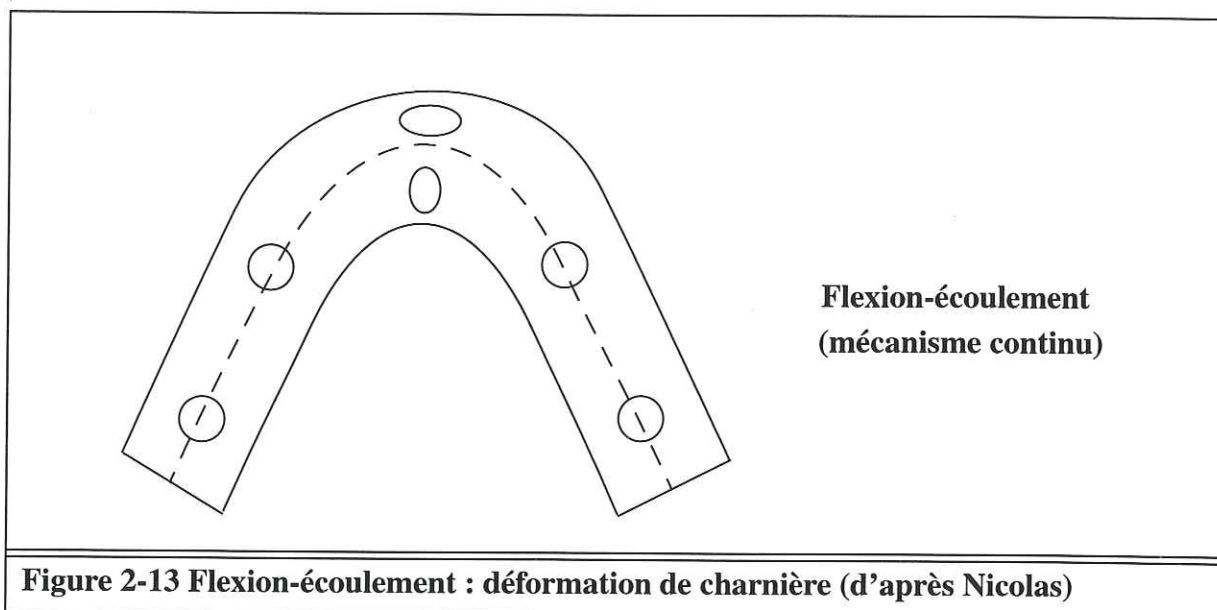 Flexion-écoulement
(mécanisme continu)
Figure 2-13 Flexion-écoulement : déformation de charnière (d'après Nicolas)